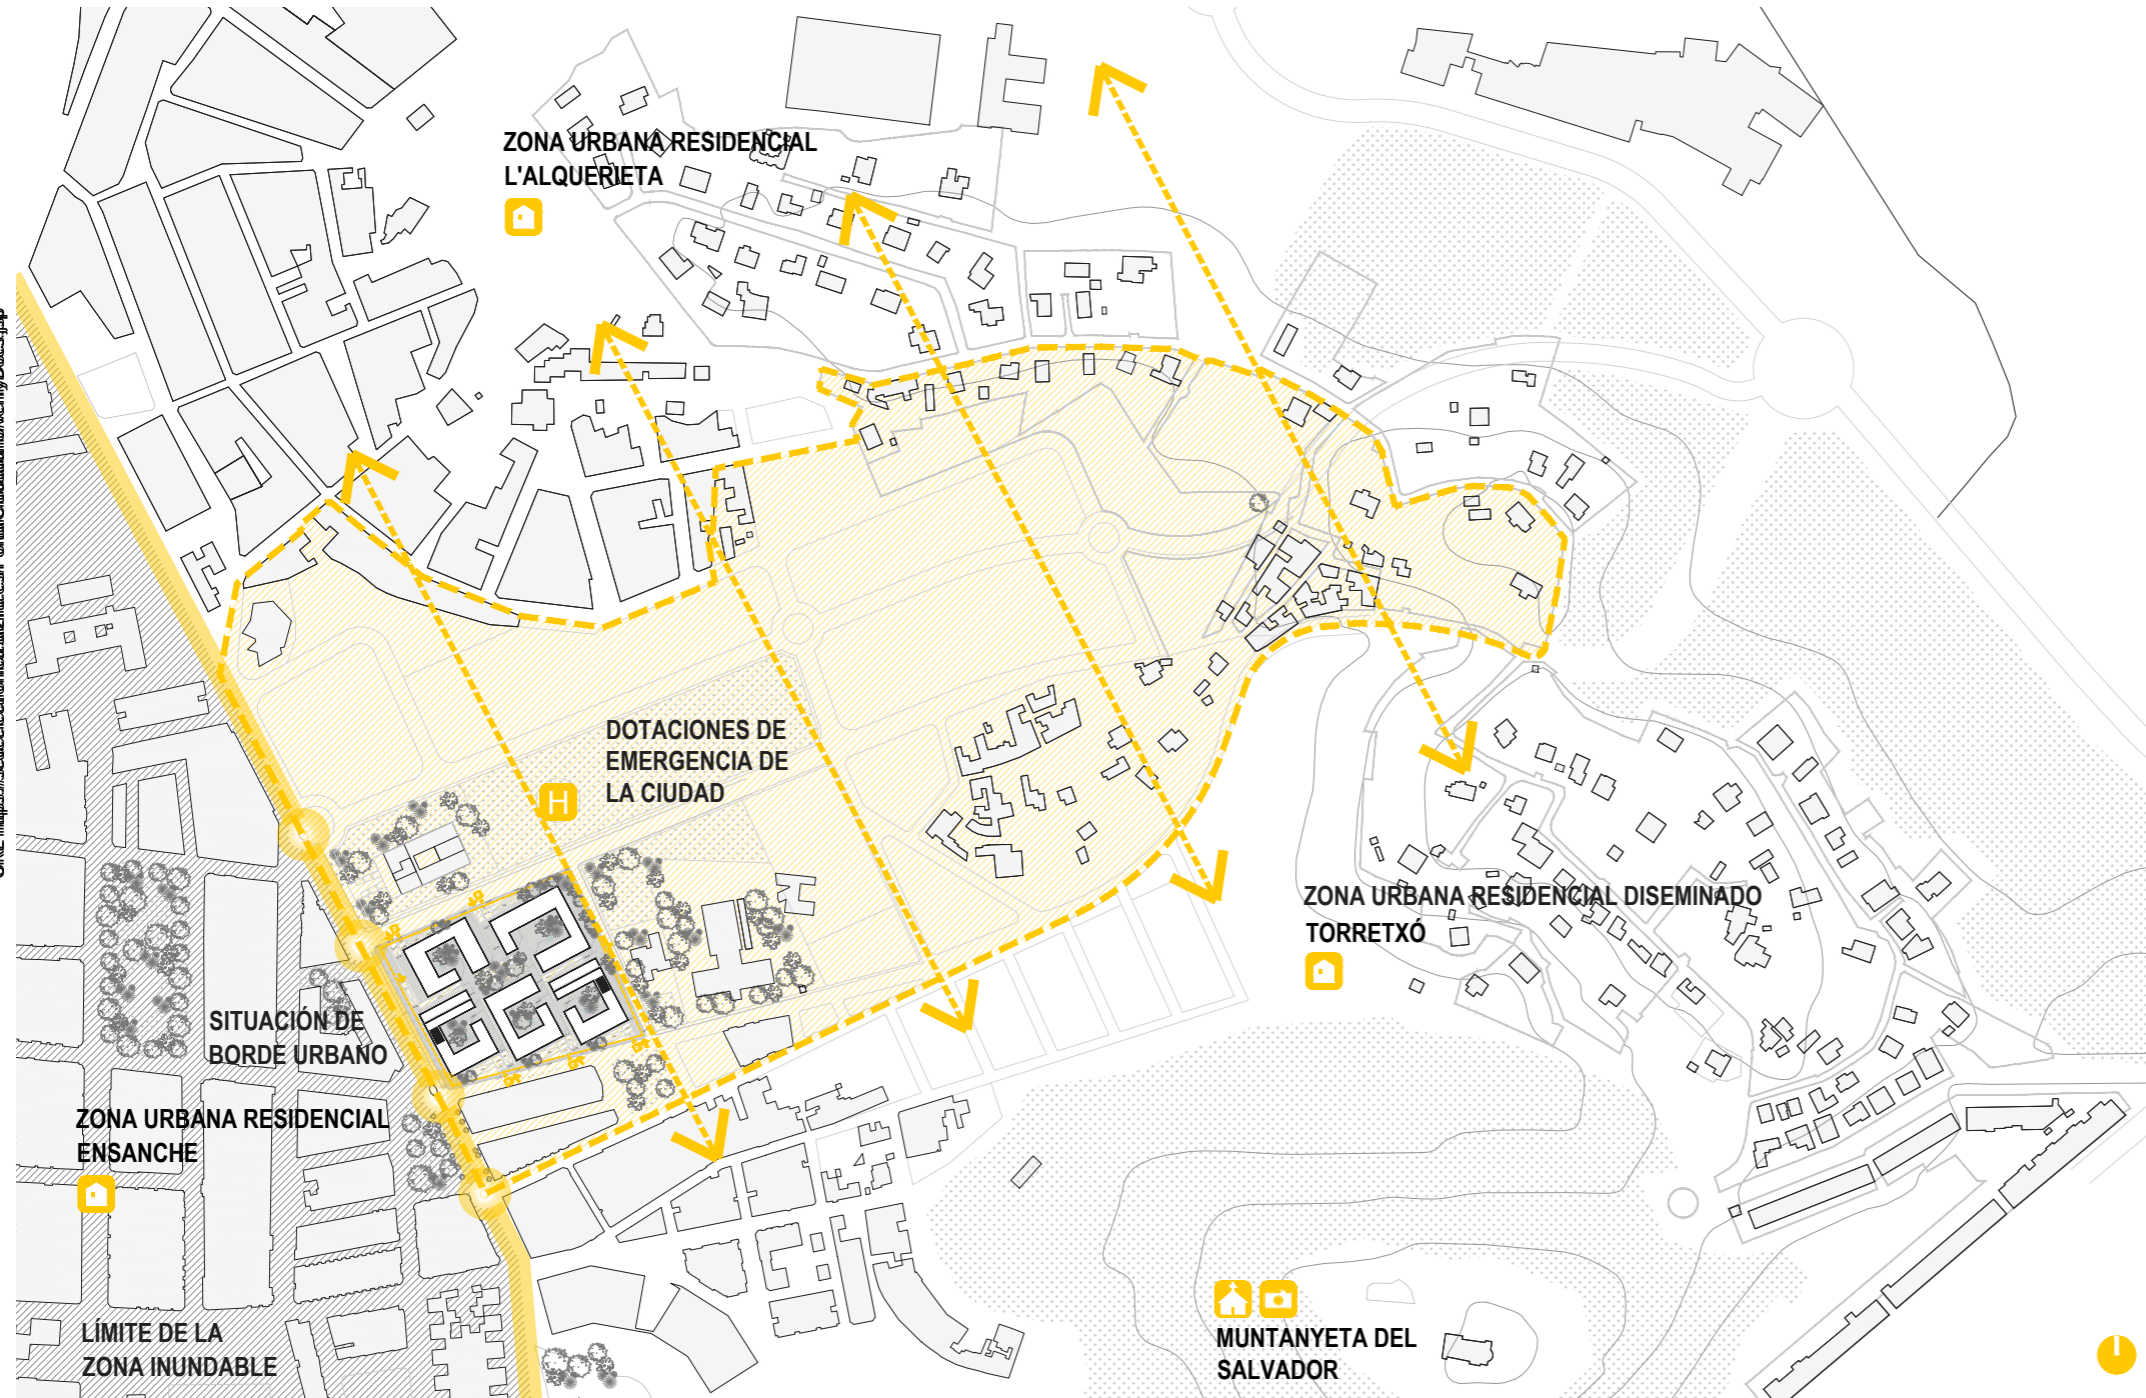 ZONA URBANA RESIDENCIAL
L'ALQUERIETA
DOTACIONES DE
EMERGENCIA DE
LA CIUDAD
H
ZONA URBANA RESIDENCIAL DISEMINADO
TORRETXÓ
SITUACIÓN DE
BORDE URBANO
ZONA URBANA RESIDENCIAL
ENSANCHE
LÍMITE DE LA
ZONA INUNDABLE
MUNTANYETA DEL
SALVADOR